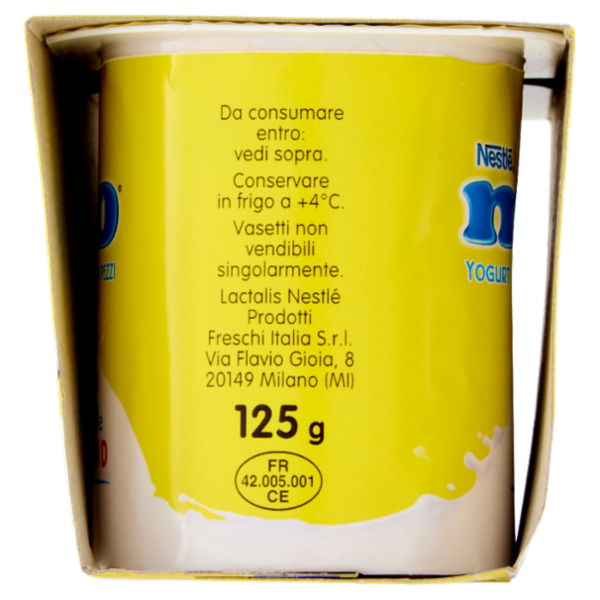 Da consumare
entro:
vedi sopra.
Conservare
in frigo a +4°C.
Vasetti non
vendibili
singolarmente.
Lactalis Nestlé
Prodotti
Freschi Italia S.r.l.
Via Flavio Gioia, 8
20149 Milano (MI)
125 g
FR
42.005.001
CE
Nestlé
YOGURT